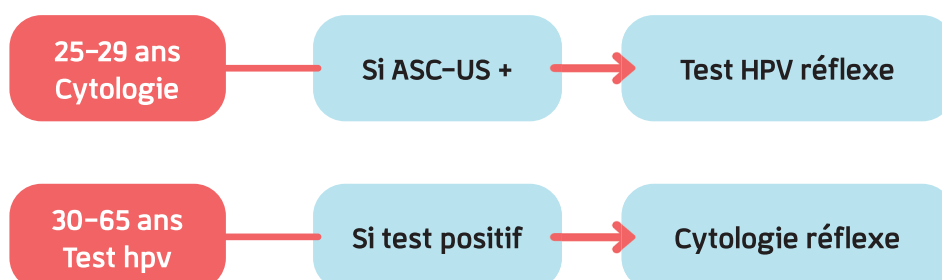 25-29 ans
Cytologie
Si ASC-US +
Test HPV réflexe
30-65 ans
Test hpv
Si test positif
Cytologie réflexe